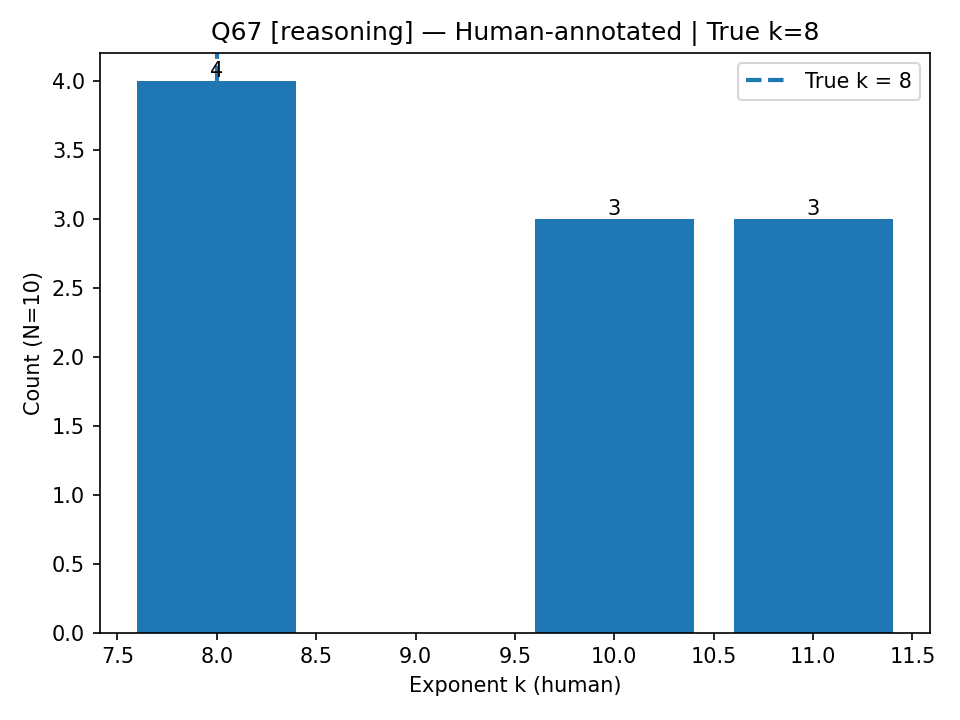 Q67 [reasoning] — Human-annotated | True k=8
True k = 8
4
3
3
4.0
3.5
3.0
2.5
2.0
1.5
1.0
0.5
0.0
Count (N=10)
7.5 8.0 8.5 9.0 9.5 10.0 10.5 11.0 11.5
Exponent k (human)